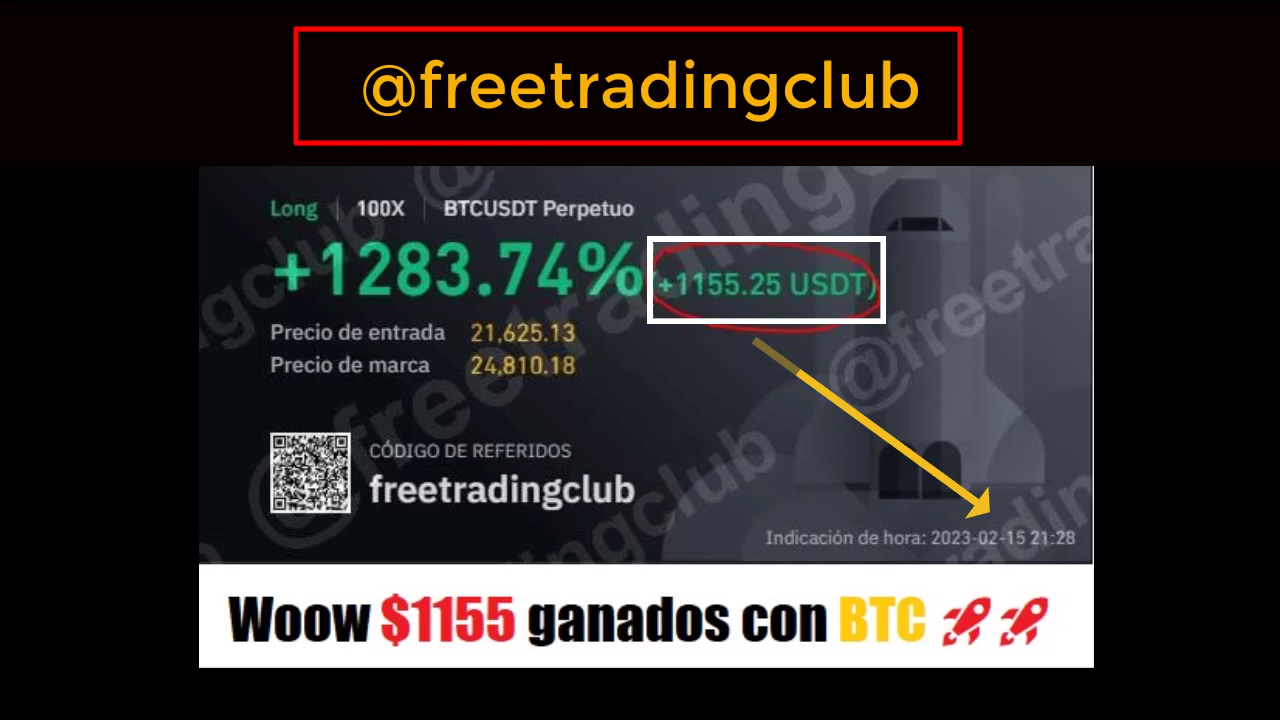 @freetradingclub
Long | 100X | BTCUSDT Perpetuo
+1283.74% (+1155.25 USDT)
Precio de entrada 21,625.13
Precio de marca 24,810.18
CÓDIGO DE REFERIDOS
freetradingclub
Indicación de hora: 2023-02-15 21:28
Woow $1155 ganados con BTC 🚀🚀